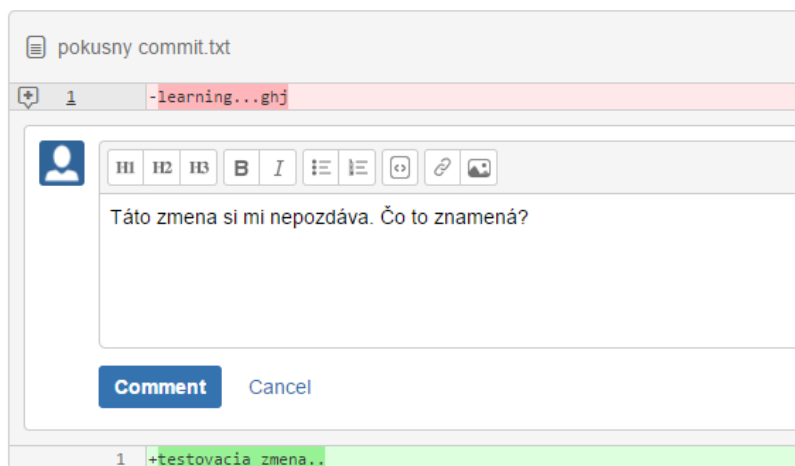 pokusny commit.txt
1 -learning...ghj
H1 H2 H3 B I
Táto zmena si mi nepozdáva. Čo to znamená?
Comment Cancel
1 +testovacia zmena..